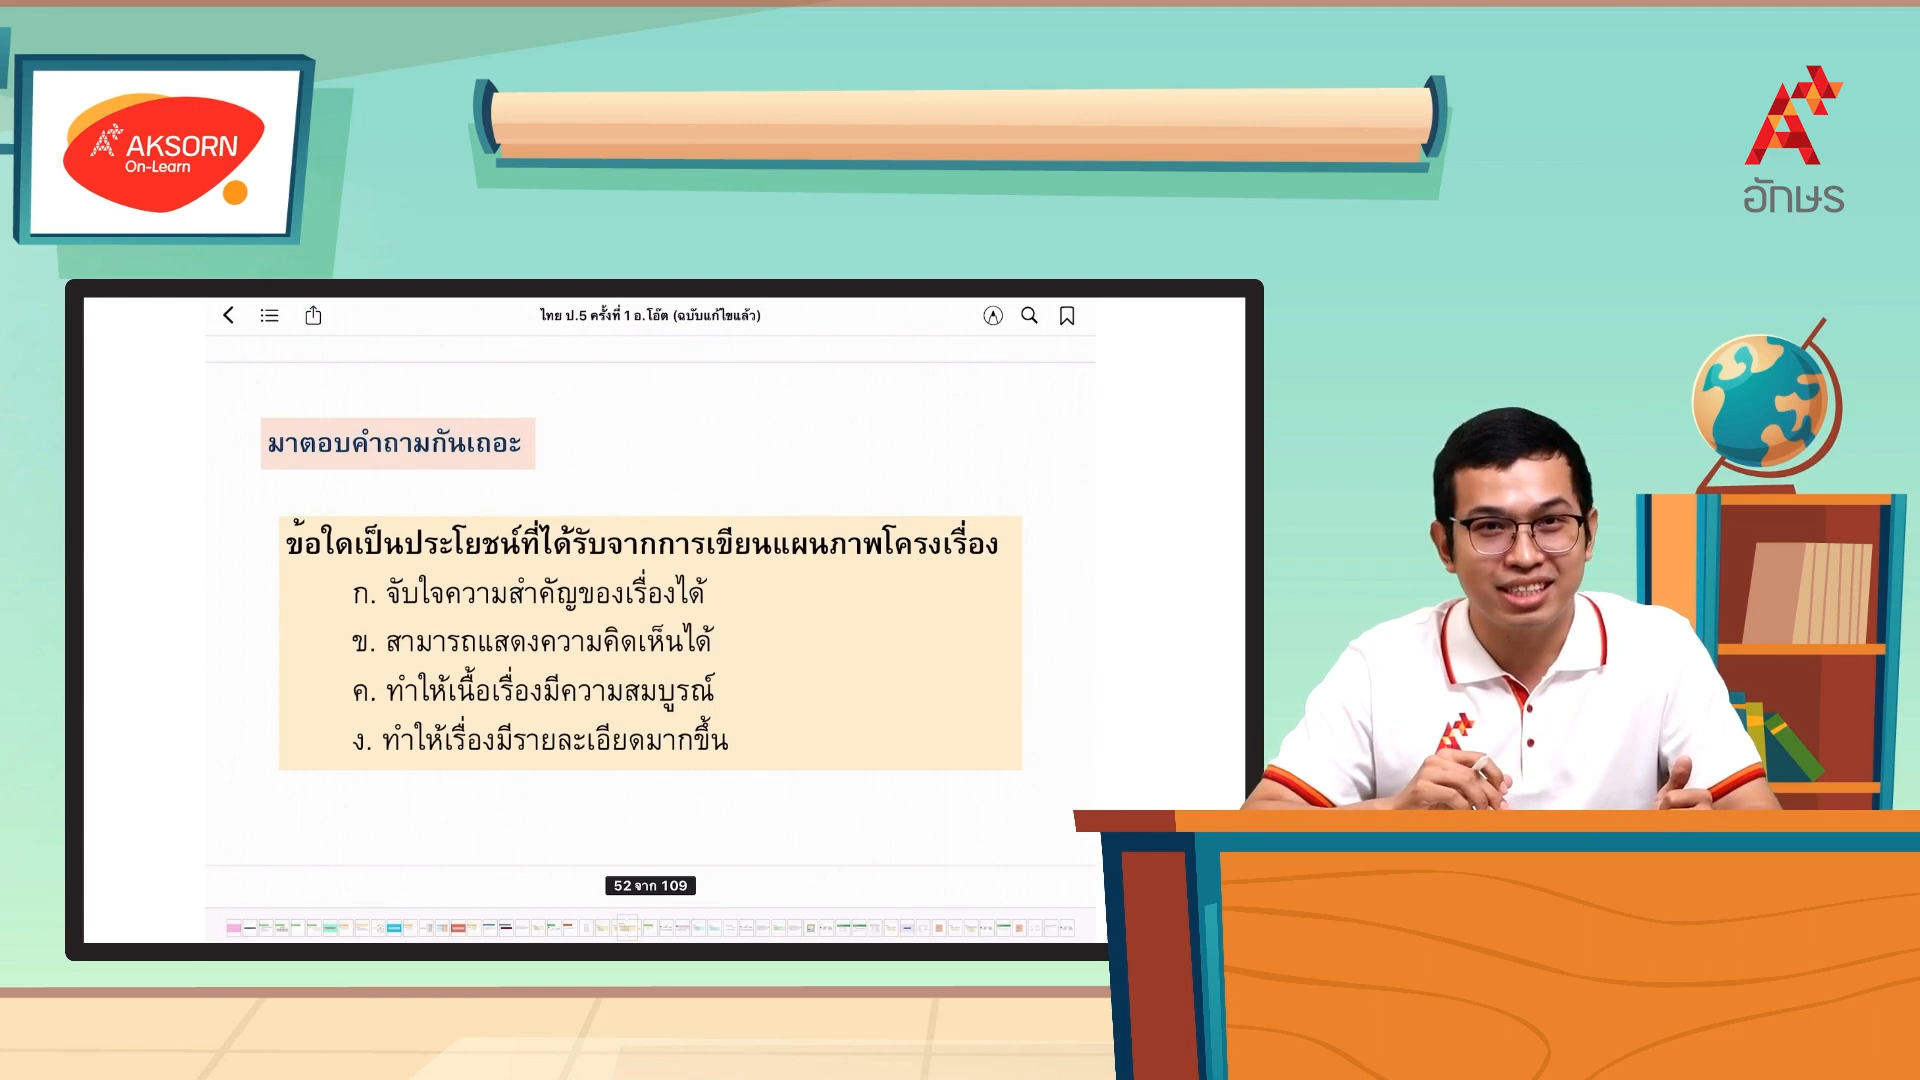 AKSORN
On-Learn
อักษร
ไทย ป.5 ครั้งที่ 1 อ.โอ๊ต (ฉบับแก้ไขแล้ว)
มาตอบคำถามกันเถอะ
ข้อใดเป็นประโยชน์ที่ได้รับจากการเขียนแผนภาพโครงเรื่อง
ก. จับใจความสำคัญของเรื่องได้
ข. สามารถแสดงความคิดเห็นได้
ค. ทำให้เนื้อเรื่องมีความสมบูรณ์
ง. ทำให้เรื่องมีรายละเอียดมากขึ้น
52 จาก 109